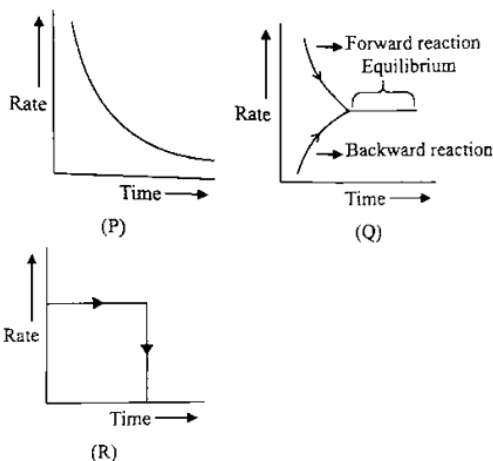 Rate
Time
(P)
Forward reaction
Equilibrium
Rate
Backward reaction
Time
(Q)
Rate
Time
(R)